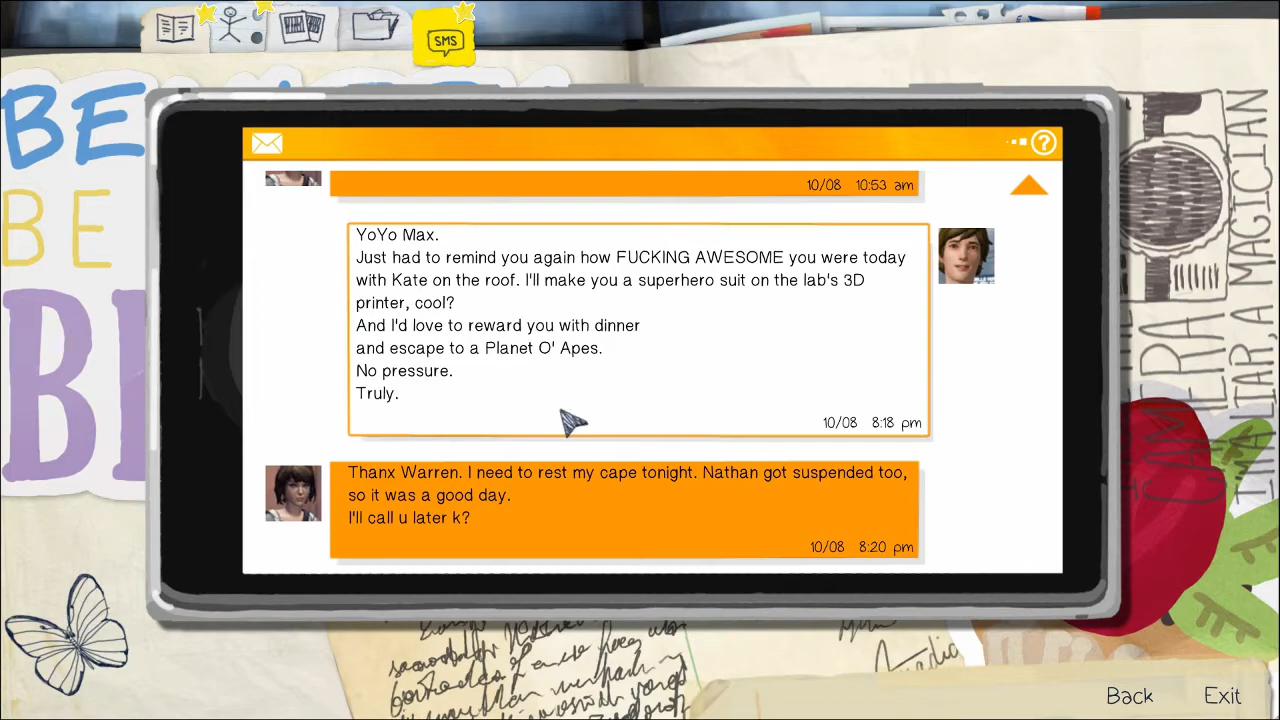 SMS
BE
BE
10/08 10:53 am
YoYo Max.
Just had to remind you again how FUCKING AWESOME you were today
with Kate on the roof. I'll make you a superhero suit on the lab's 3D
printer, cool?
And I'd love to reward you with dinner
and escape to a Planet O' Apes.
No pressure.
Truly.
10/08 8:18 pm
Thanx Warren. I need to rest my cape tonight. Nathan got suspended too,
so it was a good day.
I'll call u later k?
10/08 8:20 pm
CAMERA
A MAGICIAN
Back Exit